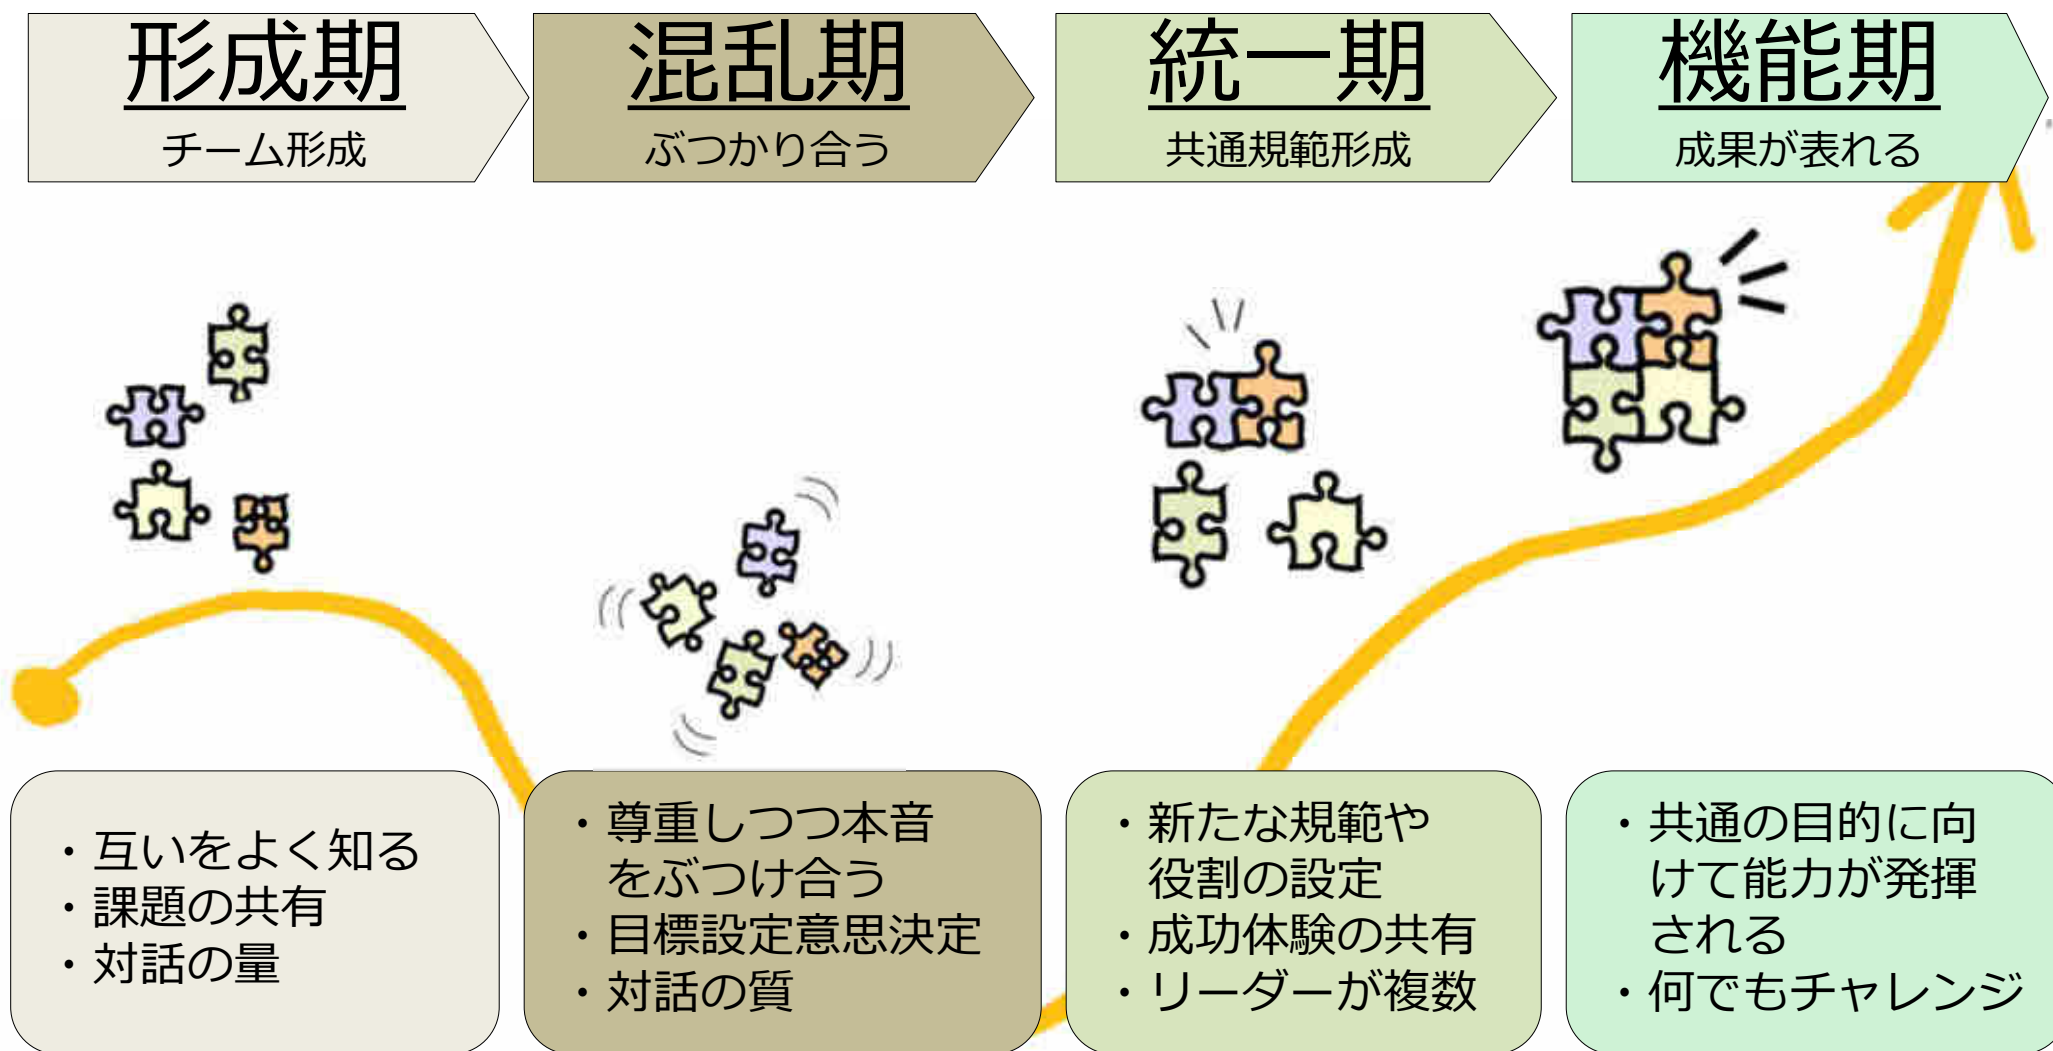 形成期
チーム形成
混乱期
ぶつかり合う
統一期
共通規範形成
機能期
成果が表れる
・互いをよく知る
・課題の共有
・対話の量
・尊重しつつ本音
をぶつけ合う
・目標設定意思決定
・対話の質
・新たな規範や
役割の設定
・成功体験の共有
・リーダーが複数
・共通の目的に向
けて能力が発揮
される
・何でもチャレンジ